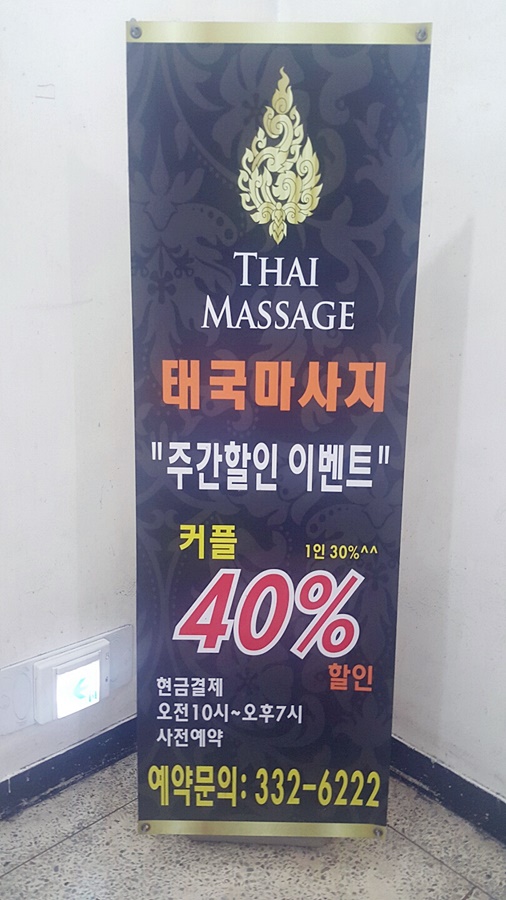 THAI
MASSAGE
태국마사지
"주간할인 이벤트"
커플 1인 30%^^
40%
할인
현금결제
오전10시~오후7시
사전예약
예약문의: 332-6222